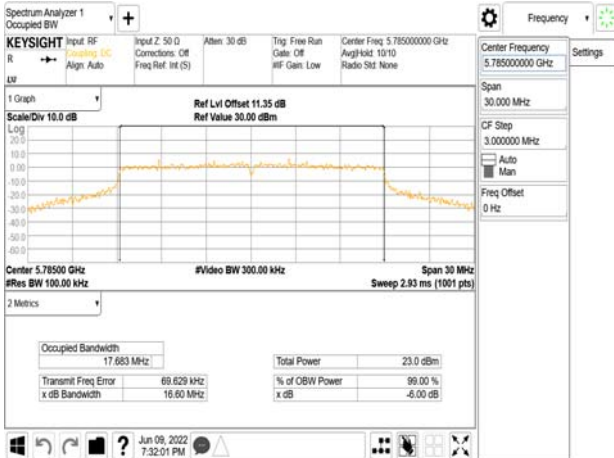 Spectrum Analyzer 1
Occupied BW
+
Frequency
KEYSIGHT
R
LXI
Input: RF
Coupling: DC
Align: Auto
Input Z: 50 Ω
Corrections: Off
Freq Ref: Int (S)
Atten: 30 dB
Trig: Free Run
Gate: Off
#IF Gain: Low
Center Freq: 5.785000000 GHz
Avg|Hold: 10/10
Radio Std: None
Center Frequency
5.785000000 GHz
Settings
Span
30.000 MHz
CF Step
3.000000 MHz
Auto
Man
Freq Offset
0 Hz
1 Graph
Scale/Div 10.0 dB
Ref Lvl Offset 11.35 dB
Ref Value 30.00 dBm
Log
20.0
10.0
0.00
-10.0
-20.0
-30.0
-40.0
-50.0
-60.0
Center 5.78500 GHz
#Res BW 100.00 kHz
#Video BW 300.00 kHz
Span 30 MHz
Sweep 2.93 ms (1001 pts)
2 Metrics
Occupied Bandwidth
17.683 MHz
Total Power 23.0 dBm
Transmit Freq Error 69.629 kHz
% of OBW Power 99.00 %
x dB Bandwidth 16.60 MHz
x dB -6.00 dB
?
Jun 09, 2022
7:32:01 PM